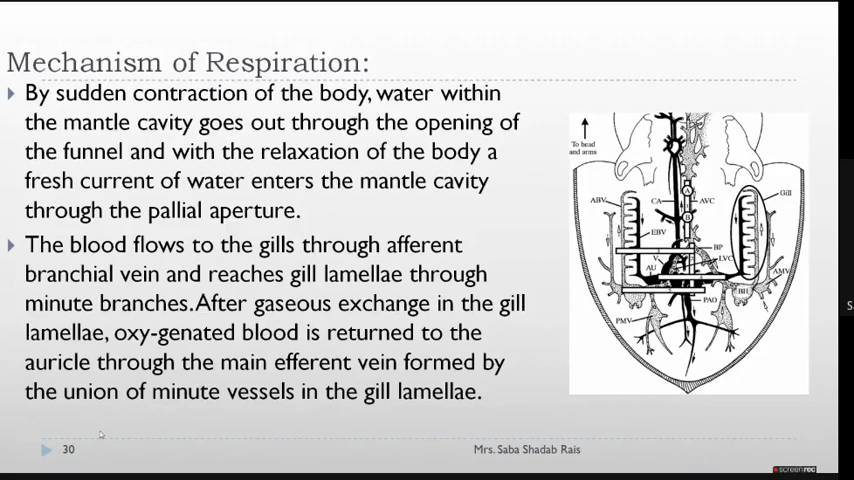 Mechanism of Respiration:
By sudden contraction of the body, water within
the mantle cavity goes out through the opening of
the funnel and with the relaxation of the body a
fresh current of water enters the mantle cavity
through the pallial aperture.
The blood flows to the gills through afferent
branchial vein and reaches gill lamellae through
minute branches. After gaseous exchange in the gill
lamellae, oxy-genated blood is returned to the
auricle through the main efferent vein formed by
the union of minute vessels in the gill lamellae.
To head
and arms
ABV
CA
A
AVC
Gill
B
EBV
BP
V
LVC
AU
AMV
BH
PAO
PMV
30
Mrs. Saba Shadab Rais
S
screenrec